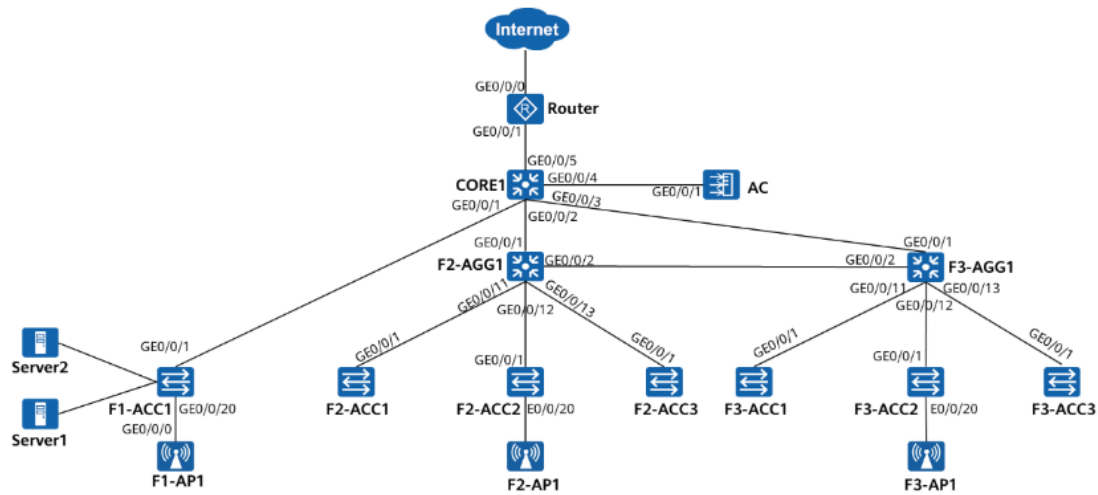 Internet
GE0/0/0
Router
GE0/0/1
GE0/0/5
GE0/0/4
CORE1
GE0/0/1
AC
GE0/0/1
GE0/0/3
GE0/0/2
GE0/0/1
GE0/0/1
F2-AGG1
GE0/0/2
GE0/0/2
F3-AGG1
GE0/0/11
GE0/0/12
GE0/0/13
GE0/0/11
GE0/0/12
GE0/0/13
GE0/0/1
GE0/0/1
GE0/0/1
GE0/0/1
GE0/0/1
GE0/0/1
GE0/0/1
Server2
F1-ACC1
GE0/0/20
F2-ACC1
F2-ACC2
E0/0/20
F2-ACC3
F3-ACC1
F3-ACC2
E0/0/20
F3-ACC3
Server1
GE0/0/0
F1-AP1
F2-AP1
F3-AP1